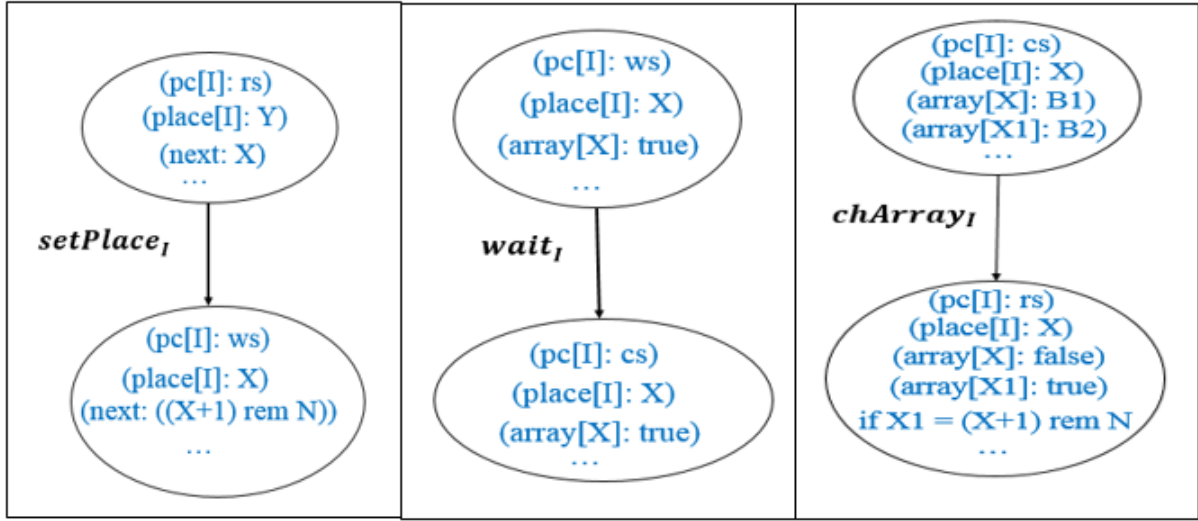 (pc[I]: rs)
(place[I]: Y)
(next: X)
...
setPlace_I
(pc[I]: ws)
(place[I]: X)
(next: ((X+1) rem N))
...
(pc[I]: ws)
(place[I]: X)
(array[X]: true)
...
wait_I
(pc[I]: cs)
(place[I]: X)
(array[X]: true)
...
(pc[I]: cs)
(place[I]: X)
(array[X]: B1)
(array[X1]: B2)
...
chArray_I
(pc[I]: rs)
(place[I]: X)
(array[X]: false)
(array[X1]: true)
if X1 = (X+1) rem N
...